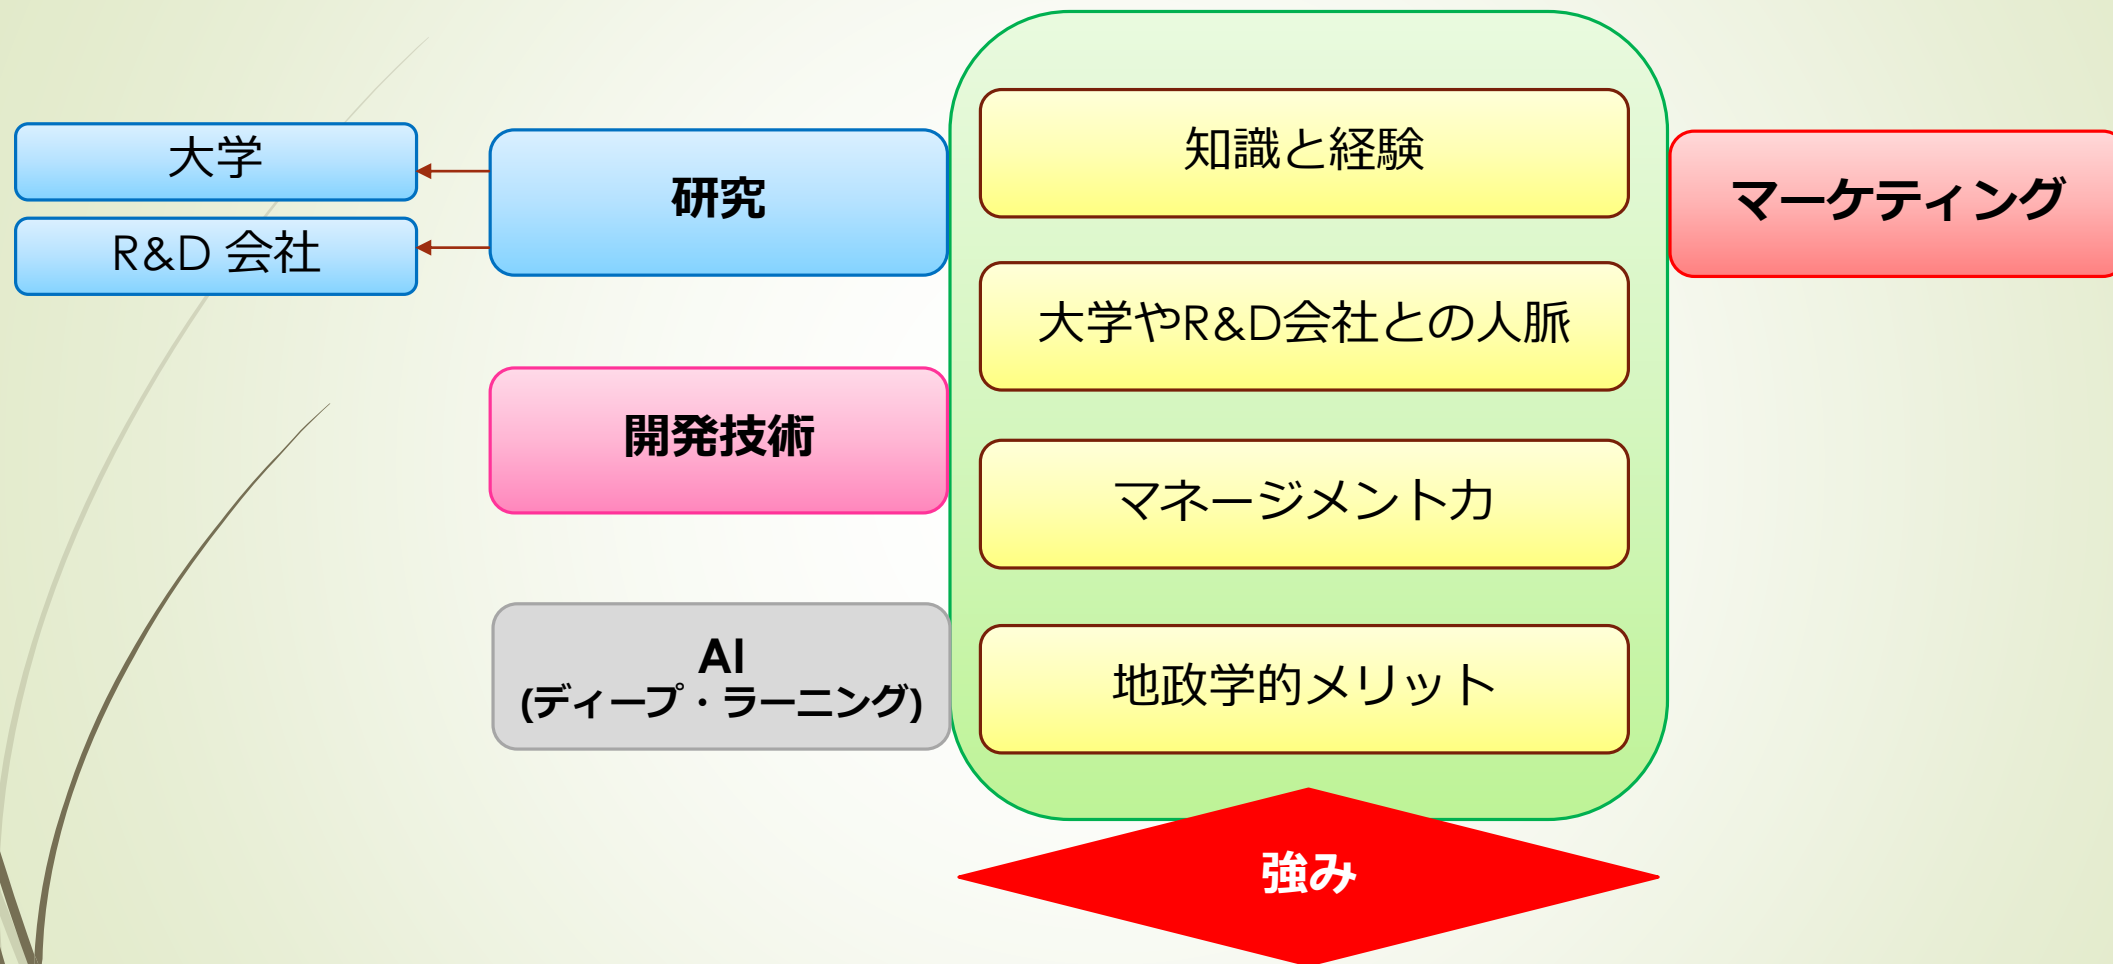 大学
R&D 会社
研究
開発技術
AI
(ディープ・ラーニング)
知識と経験
大学やR&D会社との人脈
マネージメント力
地政学的メリット
強み
マーケティング